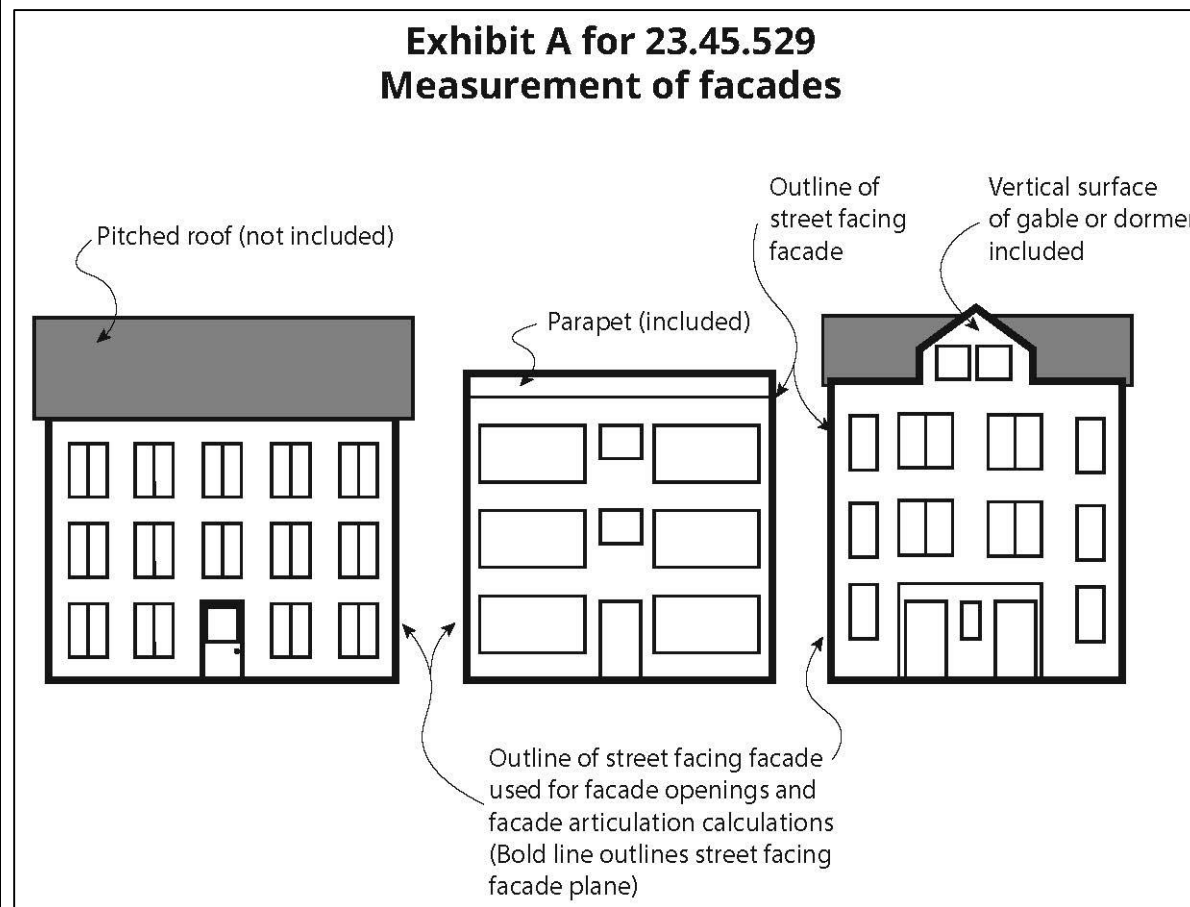 Exhibit A for 23.45.529
Measurement of facades
Outline of
street facing
facade
Vertical surface
of gable or dormer
included
Pitched roof (not included)
Parapet (included)
Outline of street facing facade
used for facade openings and
facade articulation calculations
(Bold line outlines street facing
facade plane)